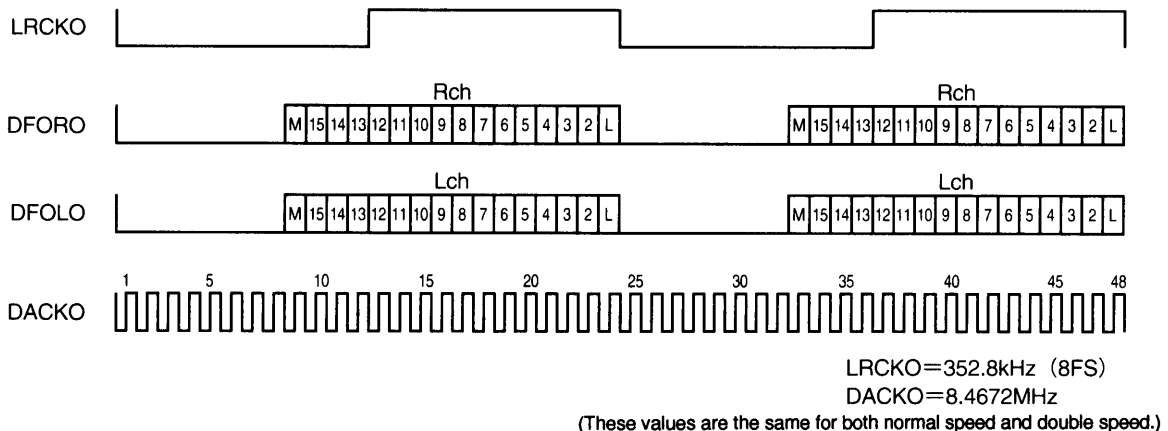 LRCKO
Rch Rch
DFORO M 15 14 13 12 11 10 9 8 7 6 5 4 3 2 L M 15 14 13 12 11 10 9 8 7 6 5 4 3 2 L
Lch Lch
DFOLO M 15 14 13 12 11 10 9 8 7 6 5 4 3 2 L M 15 14 13 12 11 10 9 8 7 6 5 4 3 2 L
1 5 10 15 20 25 30 35 40 45 48
DACKO
LRCKO=352.8kHz (8FS)
DACKO=8.4672MHz
(These values are the same for both normal speed and double speed.)